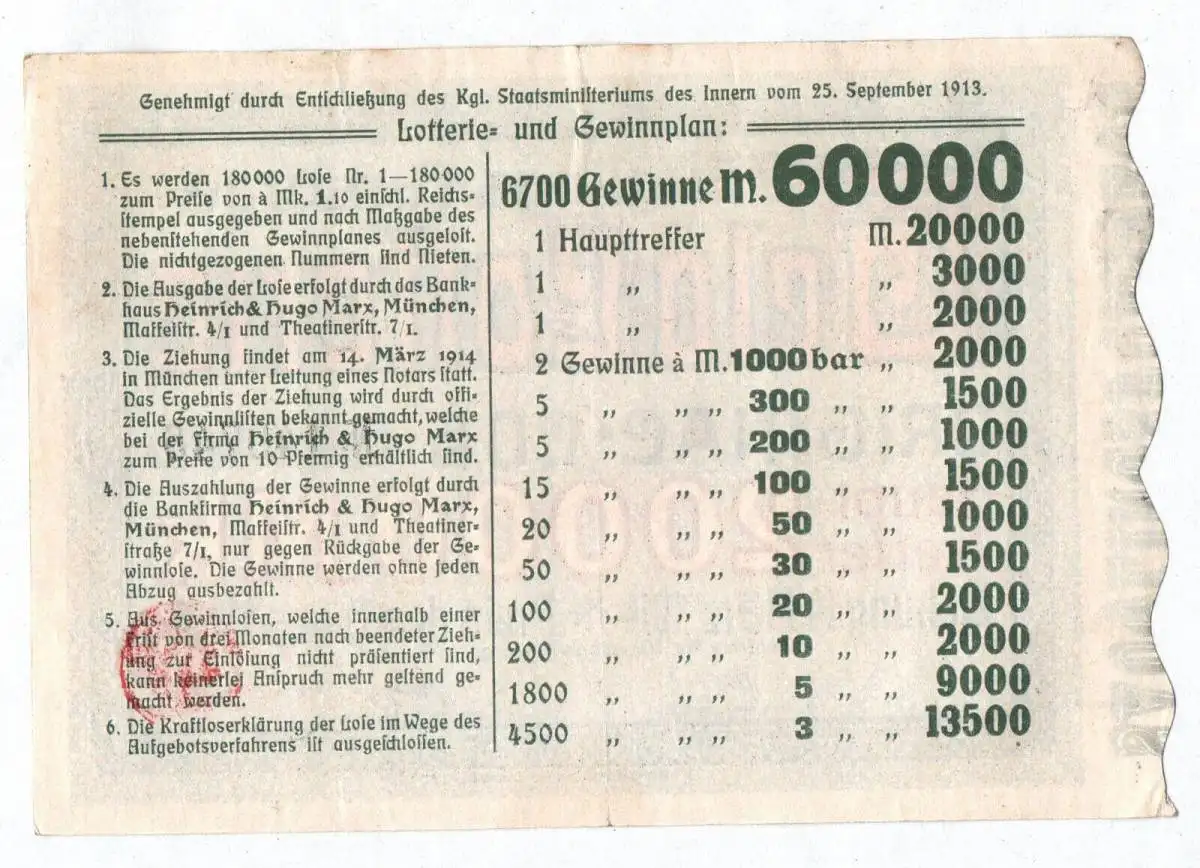 Genehmigt durch Entschließung des Kgl. Staatsministeriums des Innern vom 25. September 1913.
Lotterie- und Gewinnplan:
1. Es werden 180000 Lose Nr. 1—180000
zum Preise von à Mk. 1.10 einschl. Reichs-
stempel ausgegeben und nach Maßgabe des
nebenstehenden Gewinnplanes ausgelost.
Die nichtgezogenen Nummern sind Nieten.
2. Die Ausgabe der Lose erfolgt durch das Bank-
haus Heinrich & Hugo Marx, München,
Maffeistr. 4/I und Theatinerstr. 7/I.
3. Die Ziehung findet am 14. März 1914
in München unter Leitung eines Notars statt.
Das Ergebnis der Ziehung wird durch offi-
zielle Gewinnlisten bekannt gemacht, welche
bei der Firma Heinrich & Hugo Marx
zum Preise von 10 Pfennig erhältlich sind.
4. Die Auszahlung der Gewinne erfolgt durch
die Bankfirma Heinrich & Hugo Marx,
München, Maffeistr. 4/I und Theatiner-
straße 7/I, nur gegen Rückgabe der Ge-
winnlose. Die Gewinne werden ohne jeden
Abzug ausbezahlt.
5. Aus Gewinnlosen, welche innerhalb einer
Frist von drei Monaten nach beendeter Zieh-
ung zur Einlösung nicht präsentiert sind,
kann keinerlei Anspruch mehr geltend ge-
macht werden.
6. Die Kraftloserklärung der Lose im Wege des
Aufgebotsverfahrens ist ausgeschlossen.
6700 Gewinne M. 60000
1 Haupttreffer M. 20000
1 „ „ 3000
1 „ „ 2000
2 Gewinne à M. 1000 bar „ 2000
5 „ „ „ 300 „ „ 1500
5 „ „ „ 200 „ „ 1000
15 „ „ „ 100 „ „ 1500
20 „ „ „ 50 „ „ 1000
50 „ „ „ 30 „ „ 1500
100 „ „ „ 20 „ „ 2000
200 „ „ „ 10 „ „ 2000
1800 „ „ „ 5 „ „ 9000
4500 „ „ „ 3 „ „ 13500